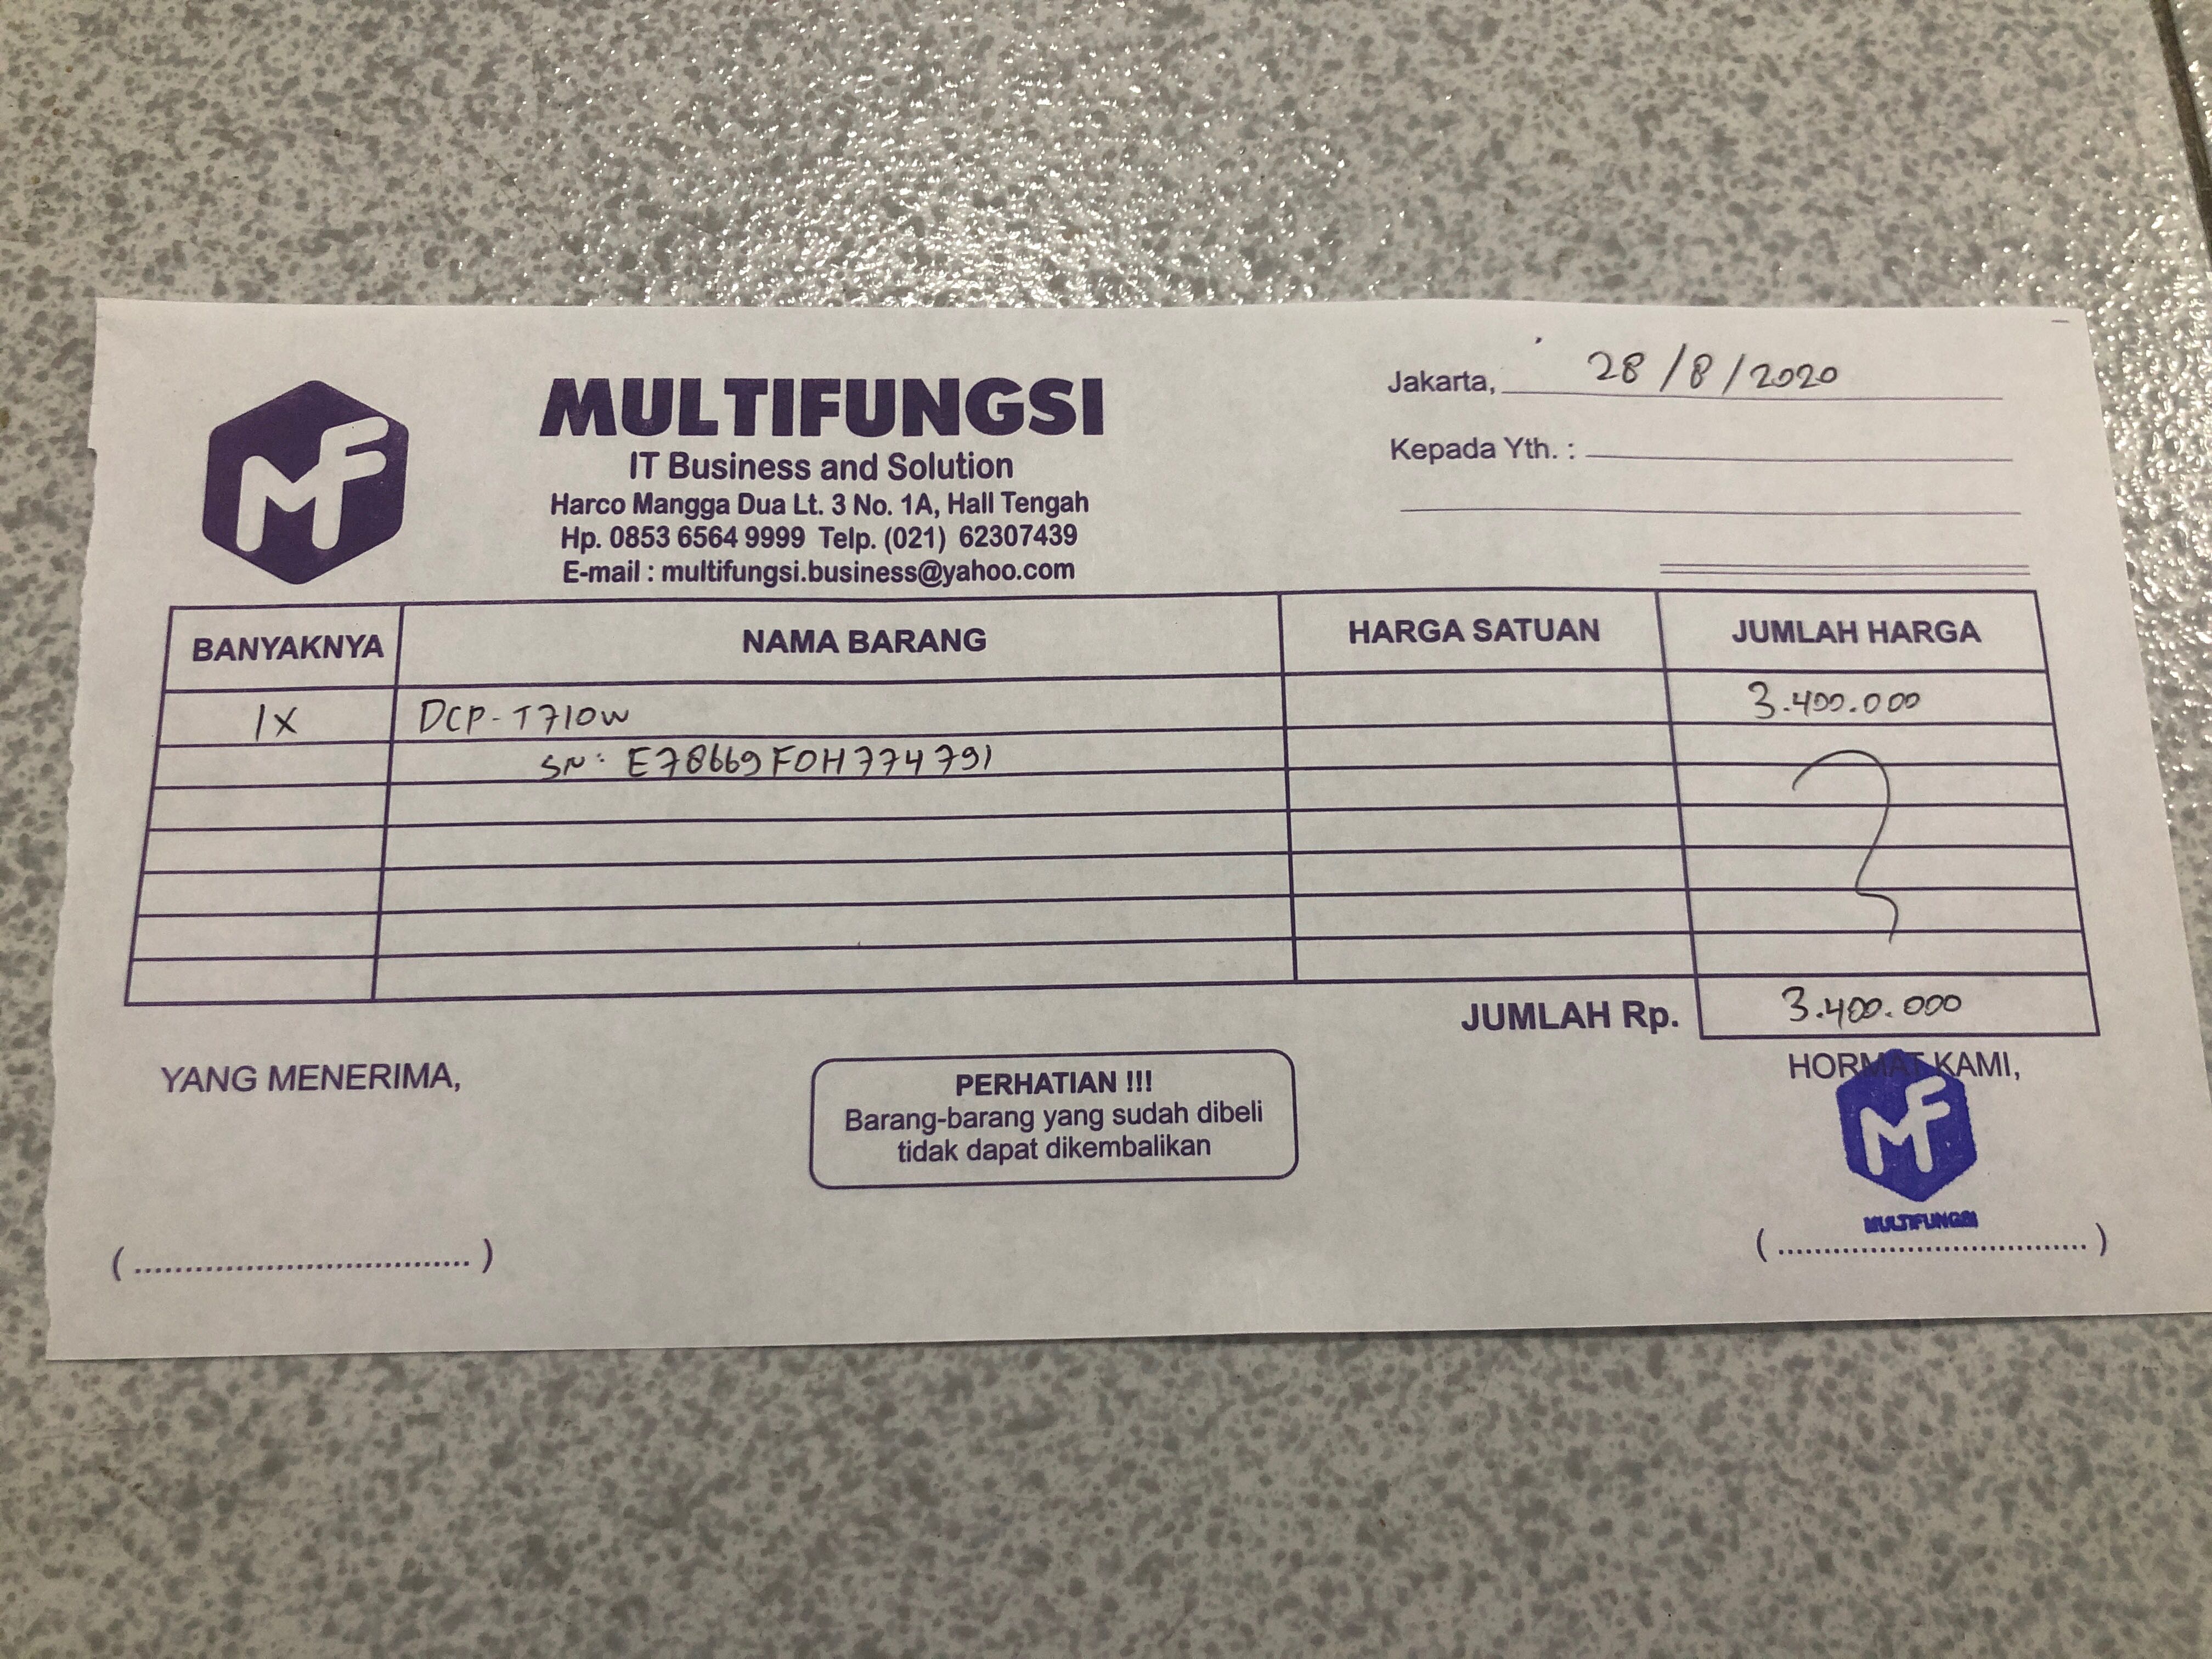 MF
MULTIFUNGSI
IT Business and Solution
Harco Mangga Dua Lt. 3 No. 1A, Hall Tengah
Hp. 0853 6564 9999 Telp. (021) 62307439
E-mail : multifungsi.business@yahoo.com
Jakarta, 28/8/2020
Kepada Yth. :
BANYAKNYA NAMA BARANG HARGA SATUAN JUMLAH HARGA
1X DCP-T710W 3.400.000
SN: E78669F0H774791
JUMLAH Rp. 3.400.000
YANG MENERIMA,
PERHATIAN !!!
Barang-barang yang sudah dibeli
tidak dapat dikembalikan
HORMAT KAMI,
MF
MULTIFUNGSI
(.................................)
(.................................)